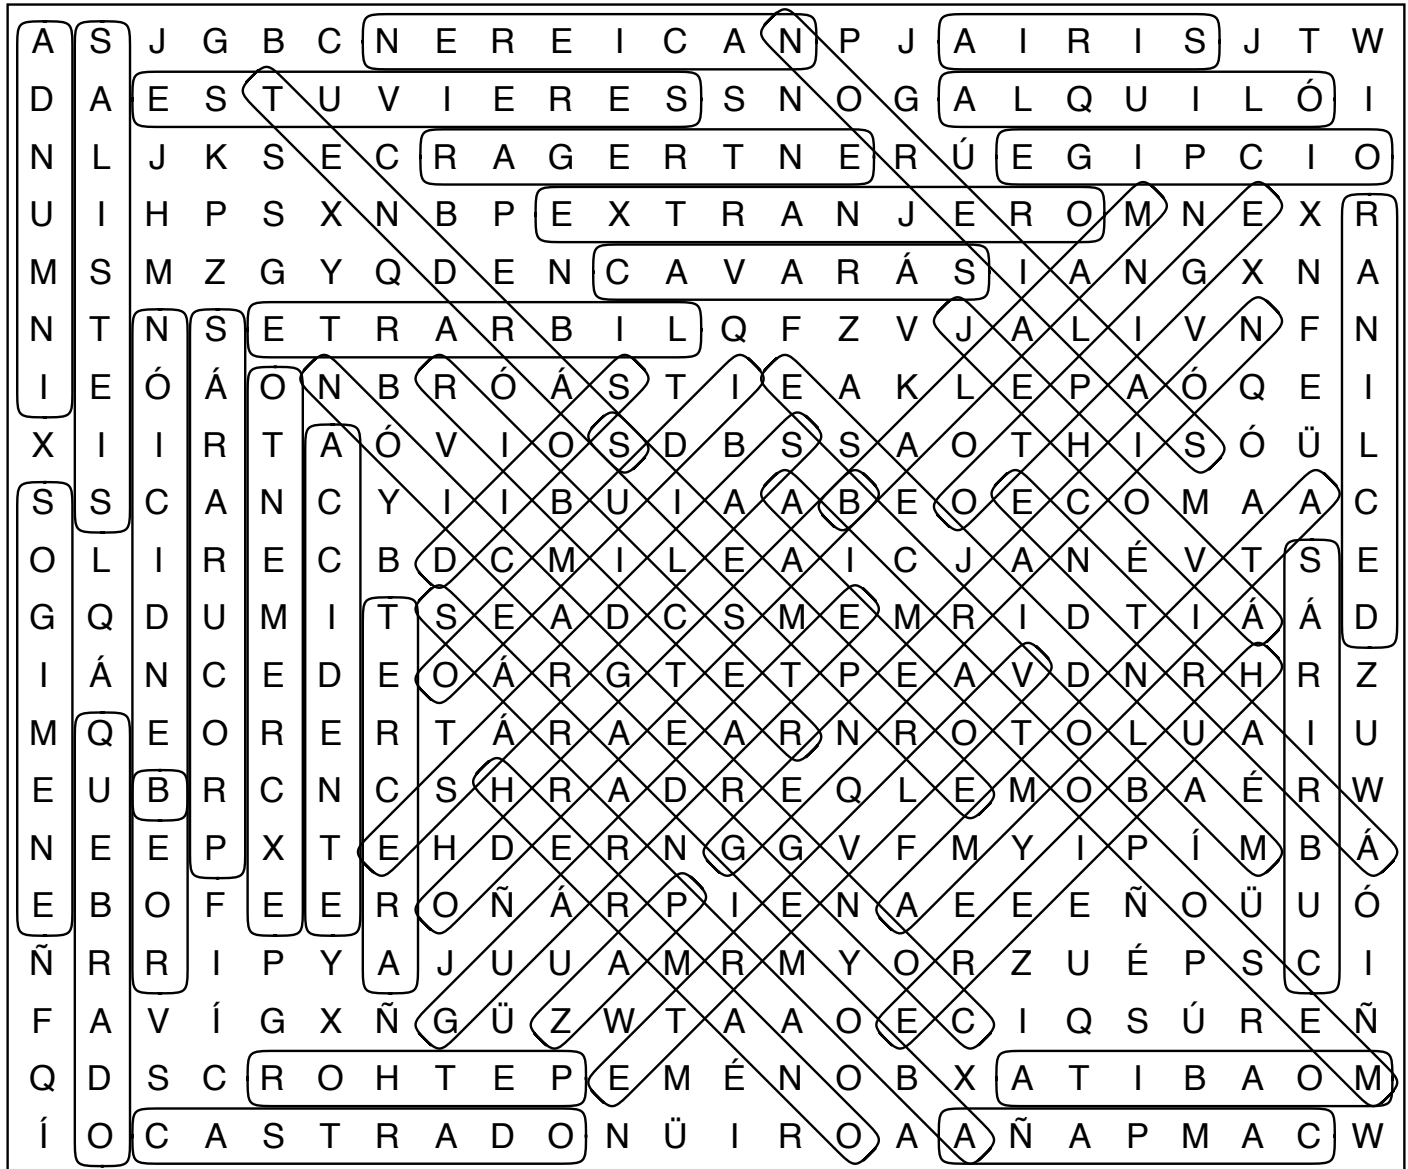 A S J G B C N E R E I C A N P J A I R I S J T W
D A E S T U V I E R E S S N O G A L Q U I L Ó I
N L J K S E C R A G E R T N E R Ú E G I P C I O
U I H P S X N B P E X T R A N J E R O M N E X R
M S M Z G Y Q D E N C A V A R Á S I A N G X N A
N T N S E T R A R B I L Q F Z V J A L I V N F N
I E Ó Á O N B R Ó Á S T I E A K L E P A Ó Q E I
X I I R T A Ó V I O S D B S S A O T H I S Ó Ü L
S S C A N C Y I I B U I A A B E O E C O M A A C
O L I R E C B D C M I L E A I C J A N É V T S E
G Q D U M I T S E A D C S M E M R I D T I Á Á D
I Á N C E D E O Á R G T E T P E A V D N R H R Z
M Q E O R E R T Á R A E A R N R O T O L U A I U
E U B R C N C S H R A D R E Q L E M O B A É R W
N E E P X T E H D E R N G G V F M Y I P Í M B Á
E B O F E E R O Ñ Á R P I E N A E E E Ñ O Ü U Ó
Ñ R R I P Y A J U U A M R M Y O R Z U É P S C I
F A V Í G X Ñ G Ü Z W T A A O E C I Q S Ú R E Ñ
Q D S C R O H T E P E M É N O B X A T I B A O M
Í O C A S T R A D O N Ü I R O A A Ñ A P M A C W